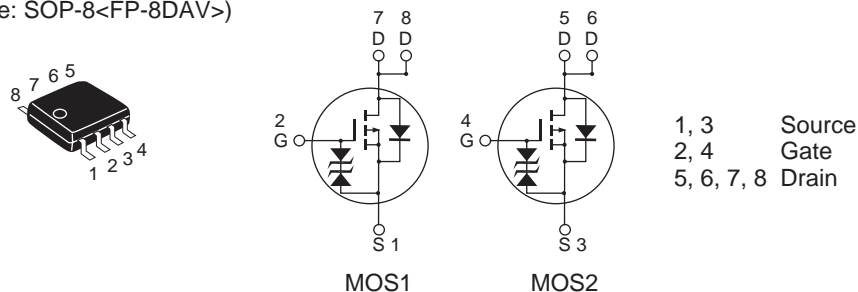 e: SOP-8<FP-8DAV>)
7 8
D D
5 6
D D
8 7 6 5
1 2 3 4
2
G
4
G
S 1
S 3
MOS1
MOS2
1, 3 Source
2, 4 Gate
5, 6, 7, 8 Drain